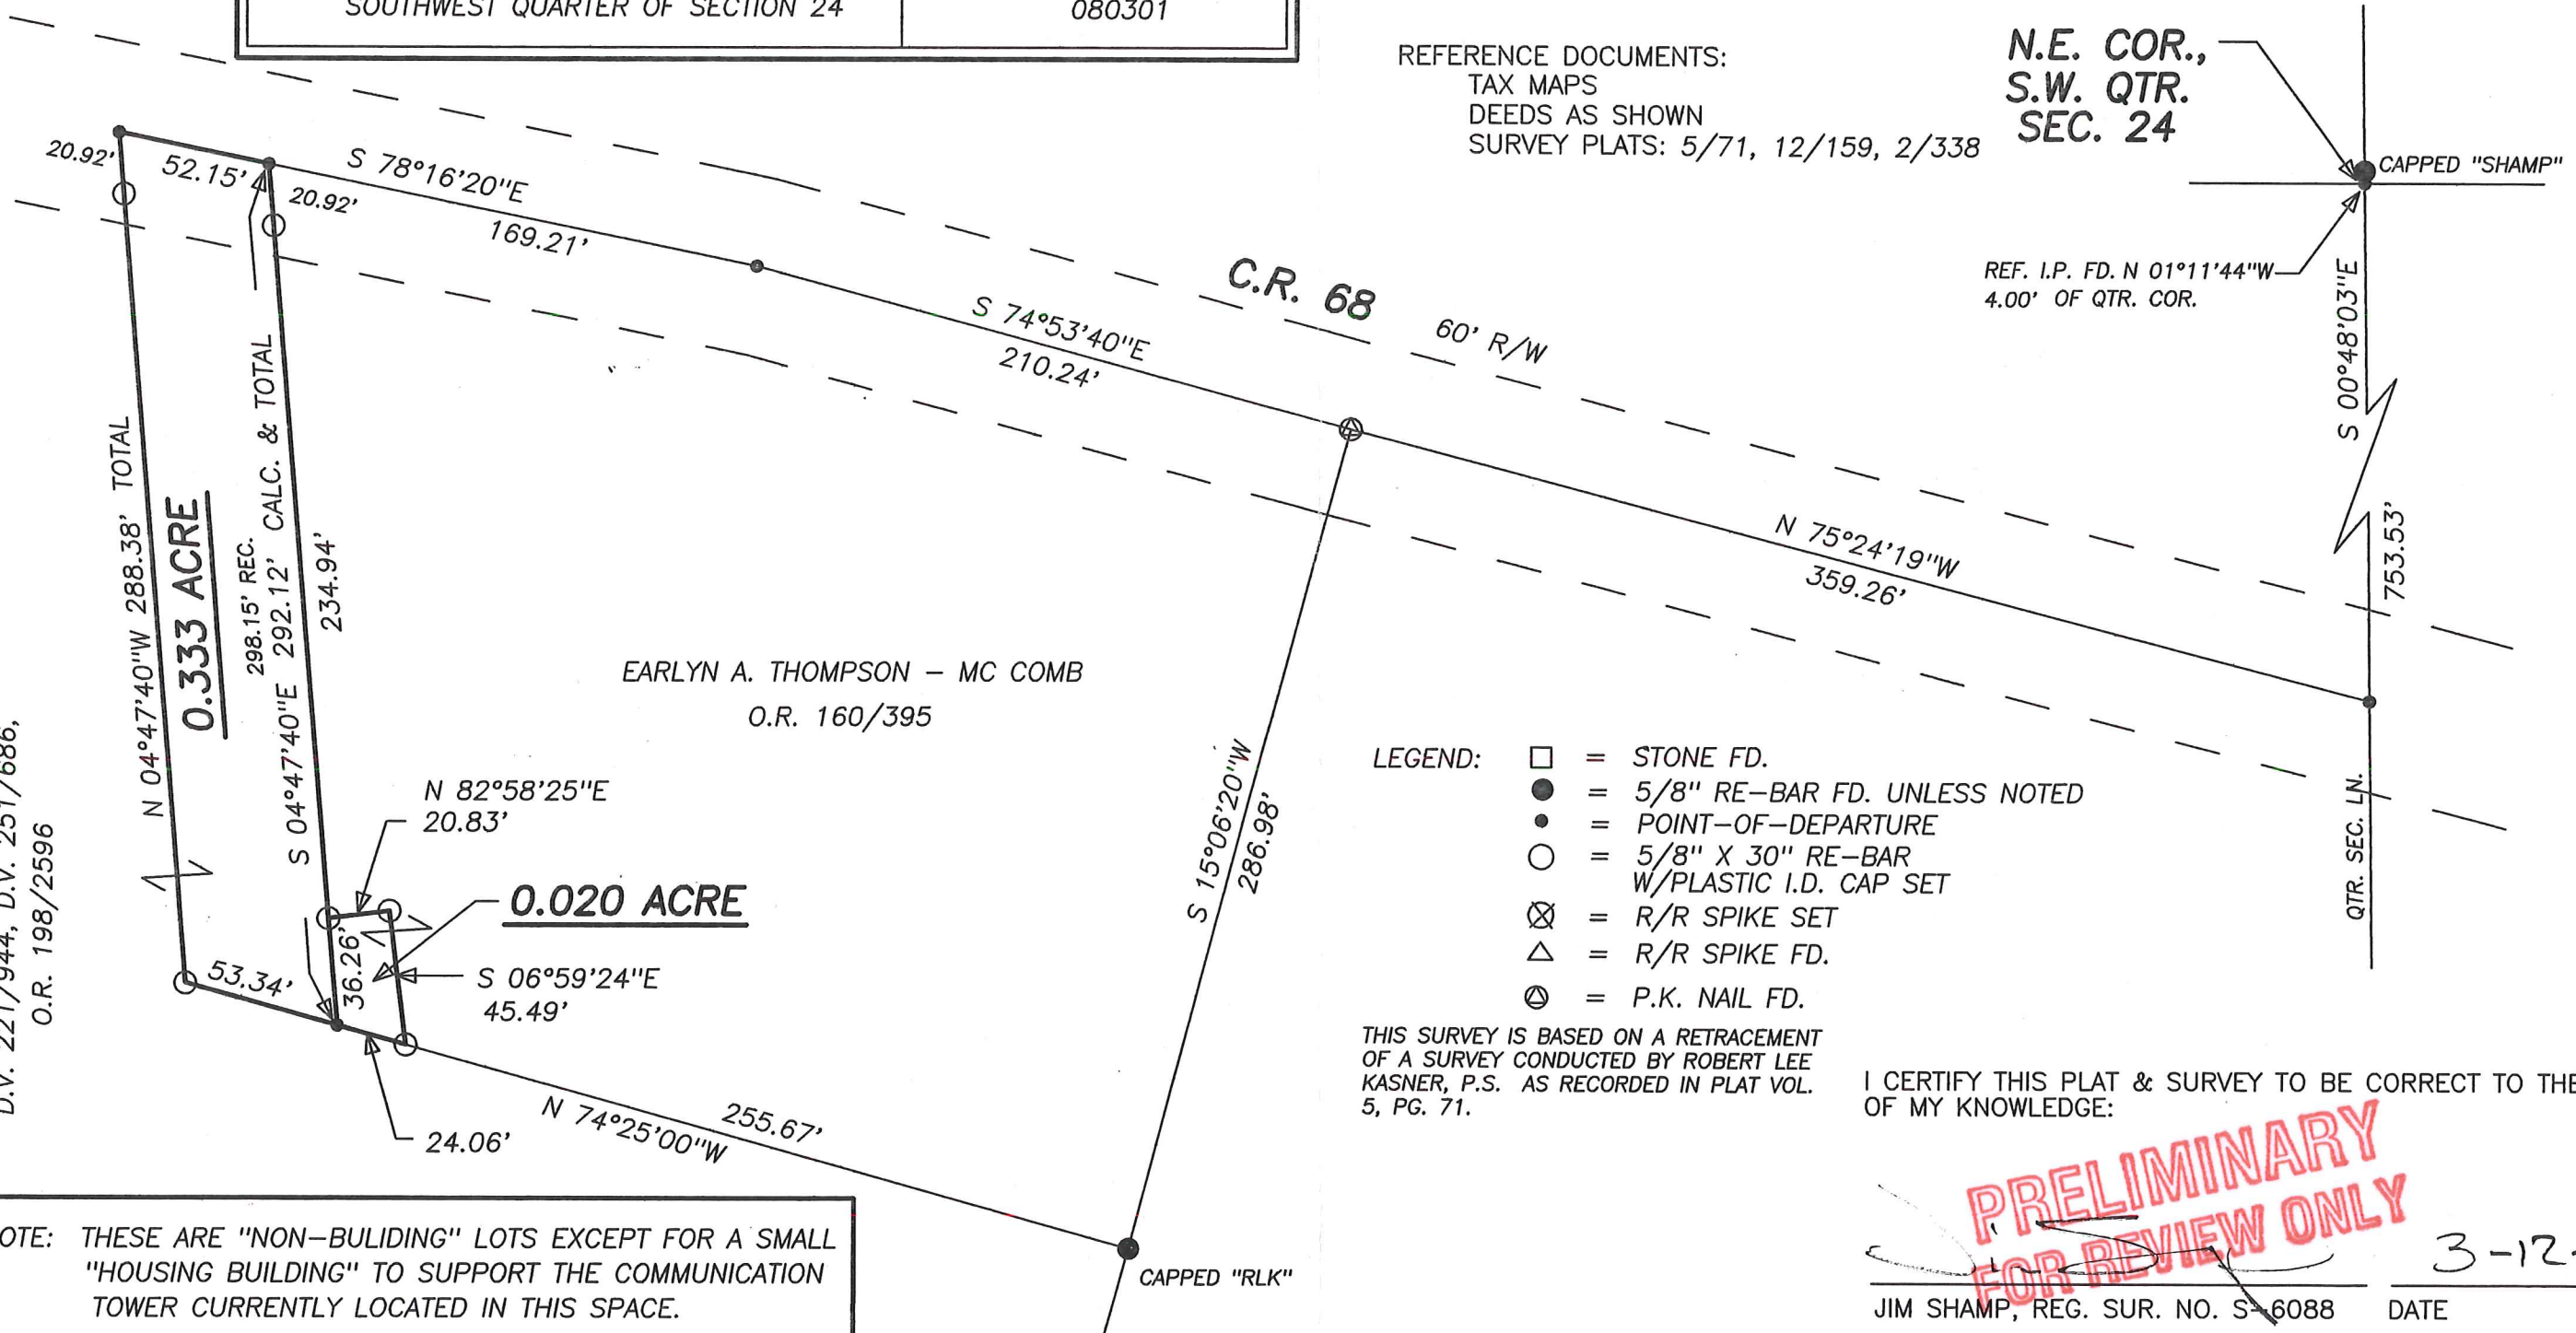 SOUTHWEST QUARTER OF SECTION 24
080301
REFERENCE DOCUMENTS:
TAX MAPS
DEEDS AS SHOWN
SURVEY PLATS: 5/71, 12/159, 2/338
N.E. COR.,
S.W. QTR.
SEC. 24
CAPPED "SHAMP"
REF. I.P. FD. N 01°11'44"W
4.00' OF QTR. COR.
S 00°48'03"E
753.53'
QTR. SEC. LN.
20.92'
52.15'
20.92'
S 78°16'20"E
169.21'
S 74°53'40"E
210.24'
C.R. 68
60' R/W
N 75°24'19"W
359.26'
N 04°47'40"W 288.38' TOTAL
0.333 ACRE
298.15' REC.
S 04°47'40"E 292.12' CALC. & TOTAL
234.94'
EARLYN A. THOMPSON – MC COMB
O.R. 160/395
D.V. 221/944, D.V. 251/686,
O.R. 198/2596
N 82°58'25"E
20.83'
0.020 ACRE
36.26'
S 06°59'24"E
45.49'
53.34'
24.06'
N 74°25'00"W
255.67'
S 15°06'20"W
286.98'
CAPPED "RLK"
LEGEND:
= STONE FD.
= 5/8" RE-BAR FD. UNLESS NOTED
= POINT-OF-DEPARTURE
= 5/8" X 30" RE-BAR
W/PLASTIC I.D. CAP SET
= R/R SPIKE SET
= R/R SPIKE FD.
= P.K. NAIL FD.
THIS SURVEY IS BASED ON A RETRACEMENT
OF A SURVEY CONDUCTED BY ROBERT LEE
KASNER, P.S. AS RECORDED IN PLAT VOL.
5, PG. 71.
I CERTIFY THIS PLAT & SURVEY TO BE CORRECT TO THE
OF MY KNOWLEDGE:
PRELIMINARY
FOR REVIEW ONLY
3-12-
JIM SHAMP, REG. SUR. NO. S-6088
DATE
OTE: THESE ARE "NON-BULIDING" LOTS EXCEPT FOR A SMALL
"HOUSING BUILDING" TO SUPPORT THE COMMUNICATION
TOWER CURRENTLY LOCATED IN THIS SPACE.